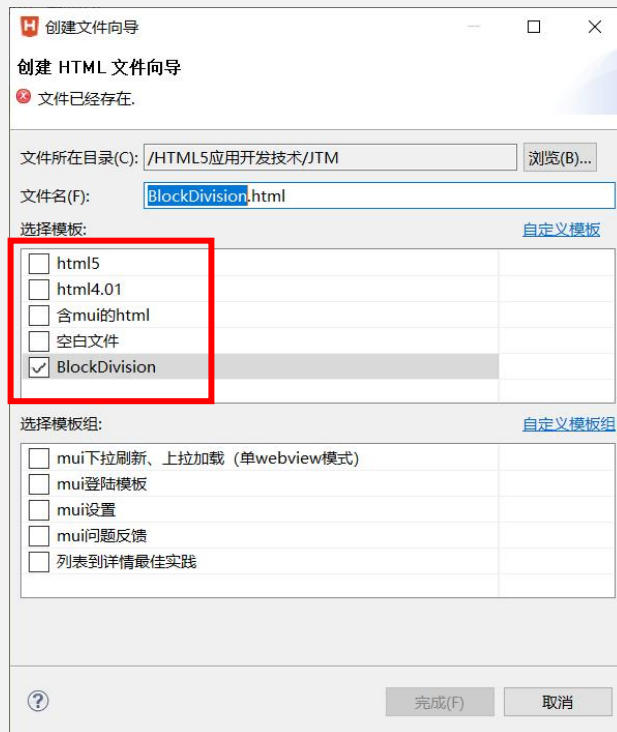 创建文件向导
创建 HTML 文件向导
文件已经存在.
文件所在目录(C): /HTML5应用开发技术/JTM 浏览(B)...
文件名(F): BlockDivision.html
选择模板: 自定义模板
html5
html4.01
含mui的html
空白文件
BlockDivision
选择模板组: 自定义模板组
mui下拉刷新、上拉加载（单webview模式）
mui登陆模板
mui设置
mui问题反馈
列表到详情最佳实践
完成(F) 取消